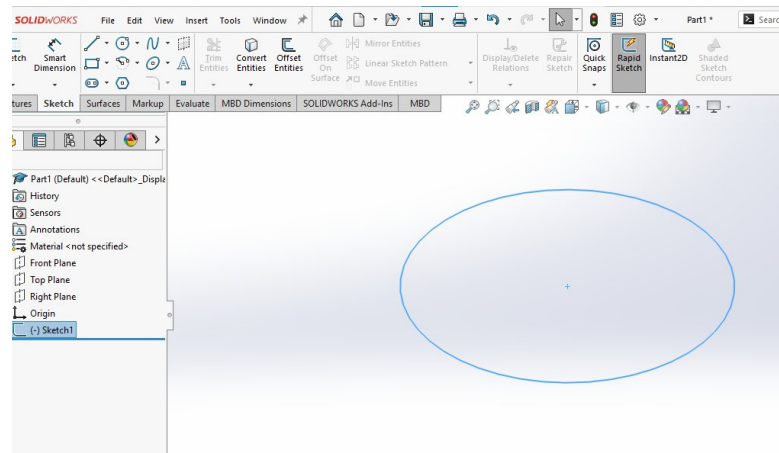 SOLIDWORKS File Edit View Insert Tools Window Part1 * Searc
etch Smart Dimension Trim Entities Convert Entities Offset Entities Offset On Surface Mirror Entities Linear Sketch Pattern Move Entities Display/Delete Relations Repair Sketch Quick Snaps Rapid Sketch Instant2D Shaded Sketch Contours
tures Sketch Surfaces Markup Evaluate MBD Dimensions SOLIDWORKS Add-Ins MBD
Part1 (Default) <<Default>_Displa
History
Sensors
Annotations
Material <not specified>
Front Plane
Top Plane
Right Plane
Origin
(-) Sketch1